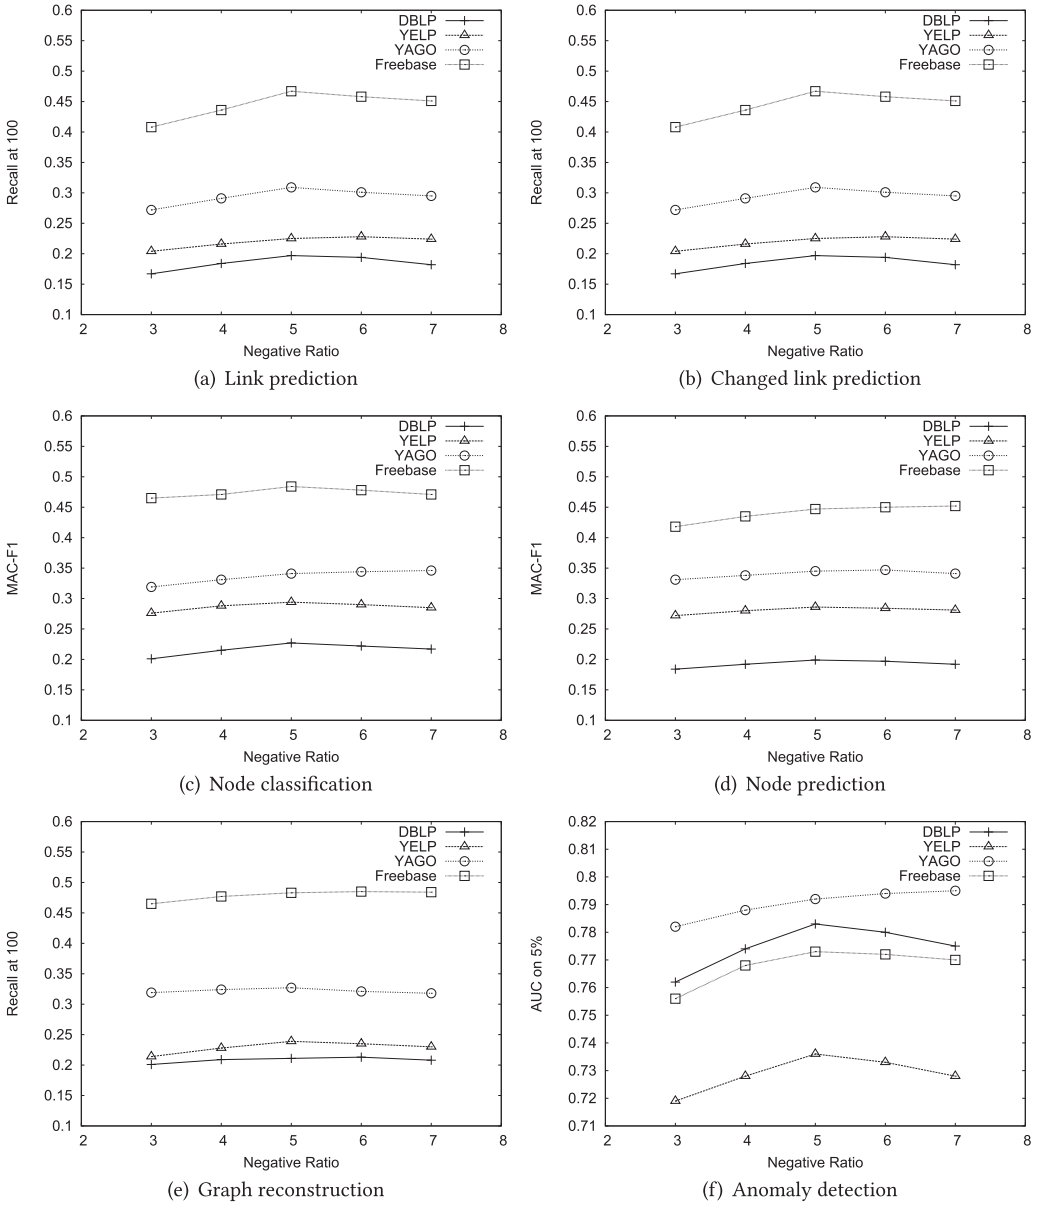 0.6
0.55
0.5
0.45
0.4
0.35
0.3
0.25
0.2
0.15
0.1
2 3 4 5 6 7 8
Recall at 100
Negative Ratio
DBLP
YELP
YAGO
Freebase
(a) Link prediction
0.6
0.55
0.5
0.45
0.4
0.35
0.3
0.25
0.2
0.15
0.1
2 3 4 5 6 7 8
Recall at 100
Negative Ratio
DBLP
YELP
YAGO
Freebase
(b) Changed link prediction
0.6
0.55
0.5
0.45
0.4
0.35
0.3
0.25
0.2
0.15
0.1
2 3 4 5 6 7 8
MAC-F1
Negative Ratio
DBLP
YELP
YAGO
Freebase
(c) Node classification
0.6
0.55
0.5
0.45
0.4
0.35
0.3
0.25
0.2
0.15
0.1
2 3 4 5 6 7 8
MAC-F1
Negative Ratio
DBLP
YELP
YAGO
Freebase
(d) Node prediction
0.6
0.55
0.5
0.45
0.4
0.35
0.3
0.25
0.2
0.15
0.1
2 3 4 5 6 7 8
Recall at 100
Negative Ratio
DBLP
YELP
YAGO
Freebase
(e) Graph reconstruction
0.82
0.81
0.8
0.79
0.78
0.77
0.76
0.75
0.74
0.73
0.72
0.71
2 3 4 5 6 7 8
AUC on 5%
Negative Ratio
DBLP
YELP
YAGO
Freebase
(f) Anomaly detection